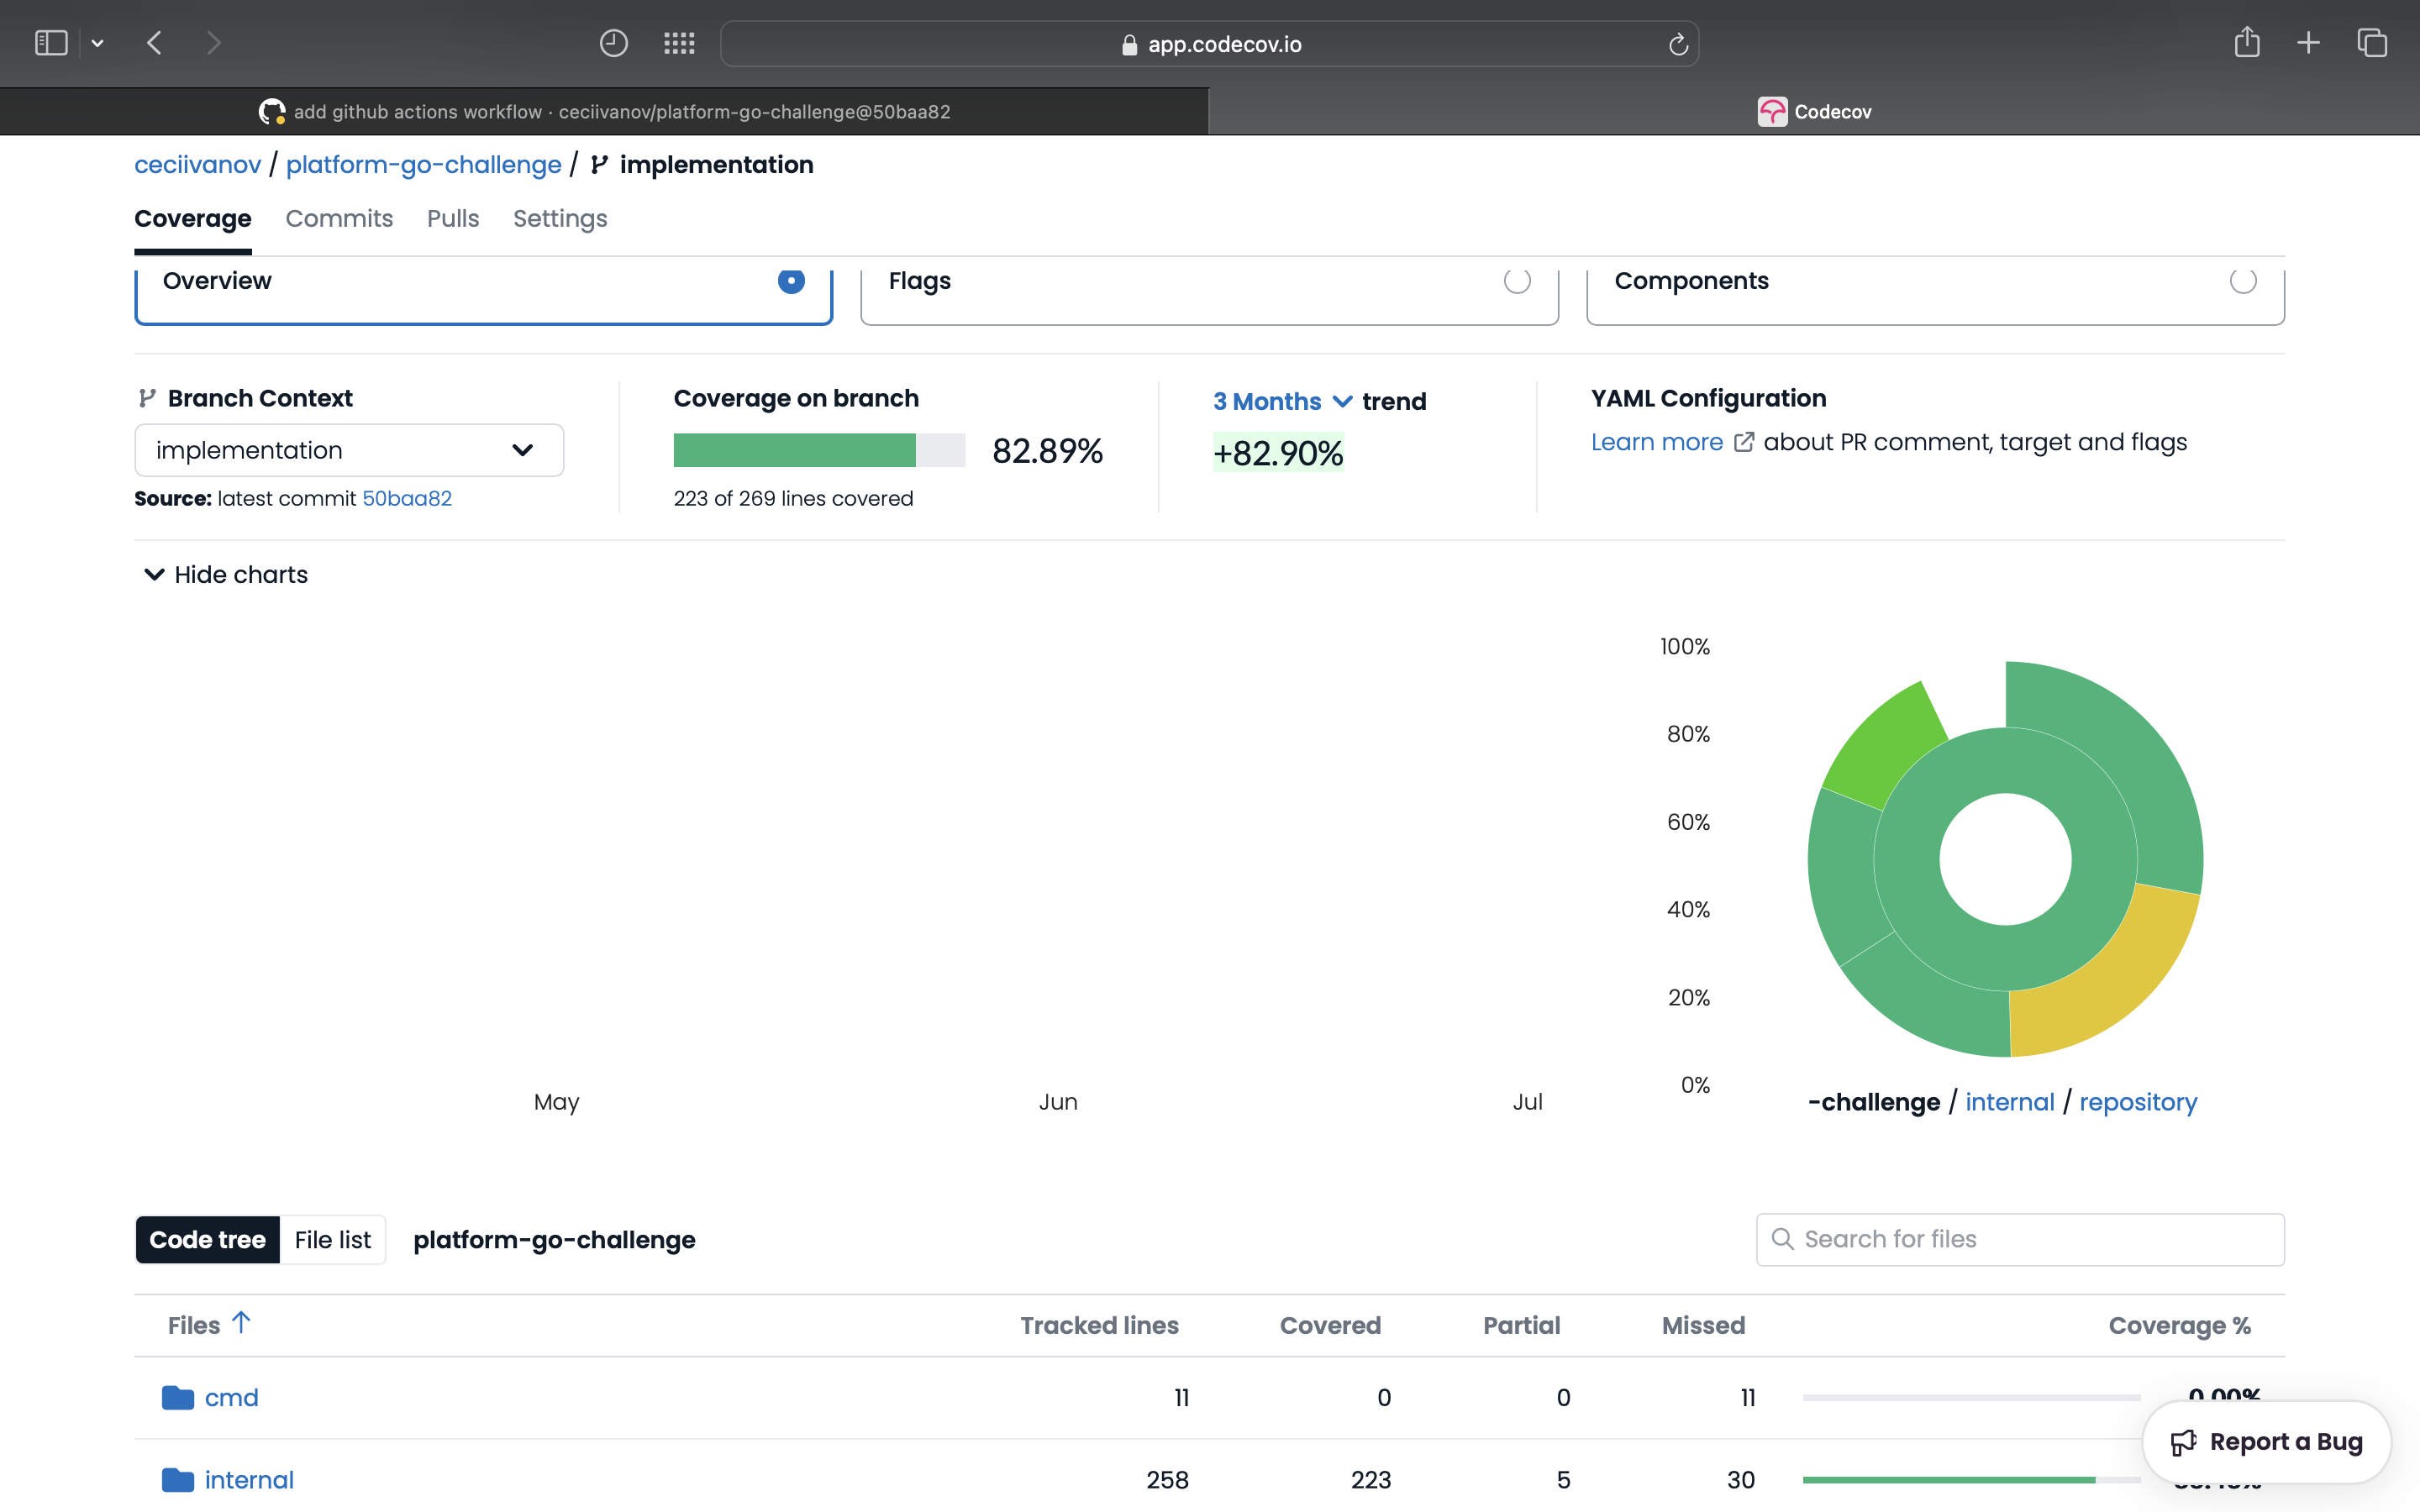 app.codecov.io
add github actions workflow · ceciivanov/platform-go-challenge@50baa82
Codecov
ceciivanov / platform-go-challenge / implementation
Coverage Commits Pulls Settings
Overview Flags Components
Branch Context
implementation
Source: latest commit 50baa82
Coverage on branch
82.89%
223 of 269 lines covered
3 Months trend
+82.90%
YAML Configuration
Learn more about PR comment, target and flags
Hide charts
100%
80%
60%
40%
20%
0%
May Jun Jul
-challenge / internal / repository
Code tree File list platform-go-challenge
Search for files
Files Tracked lines Covered Partial Missed Coverage %
cmd 11 0 0 11 0.00%
internal 258 223 5 30
Report a Bug